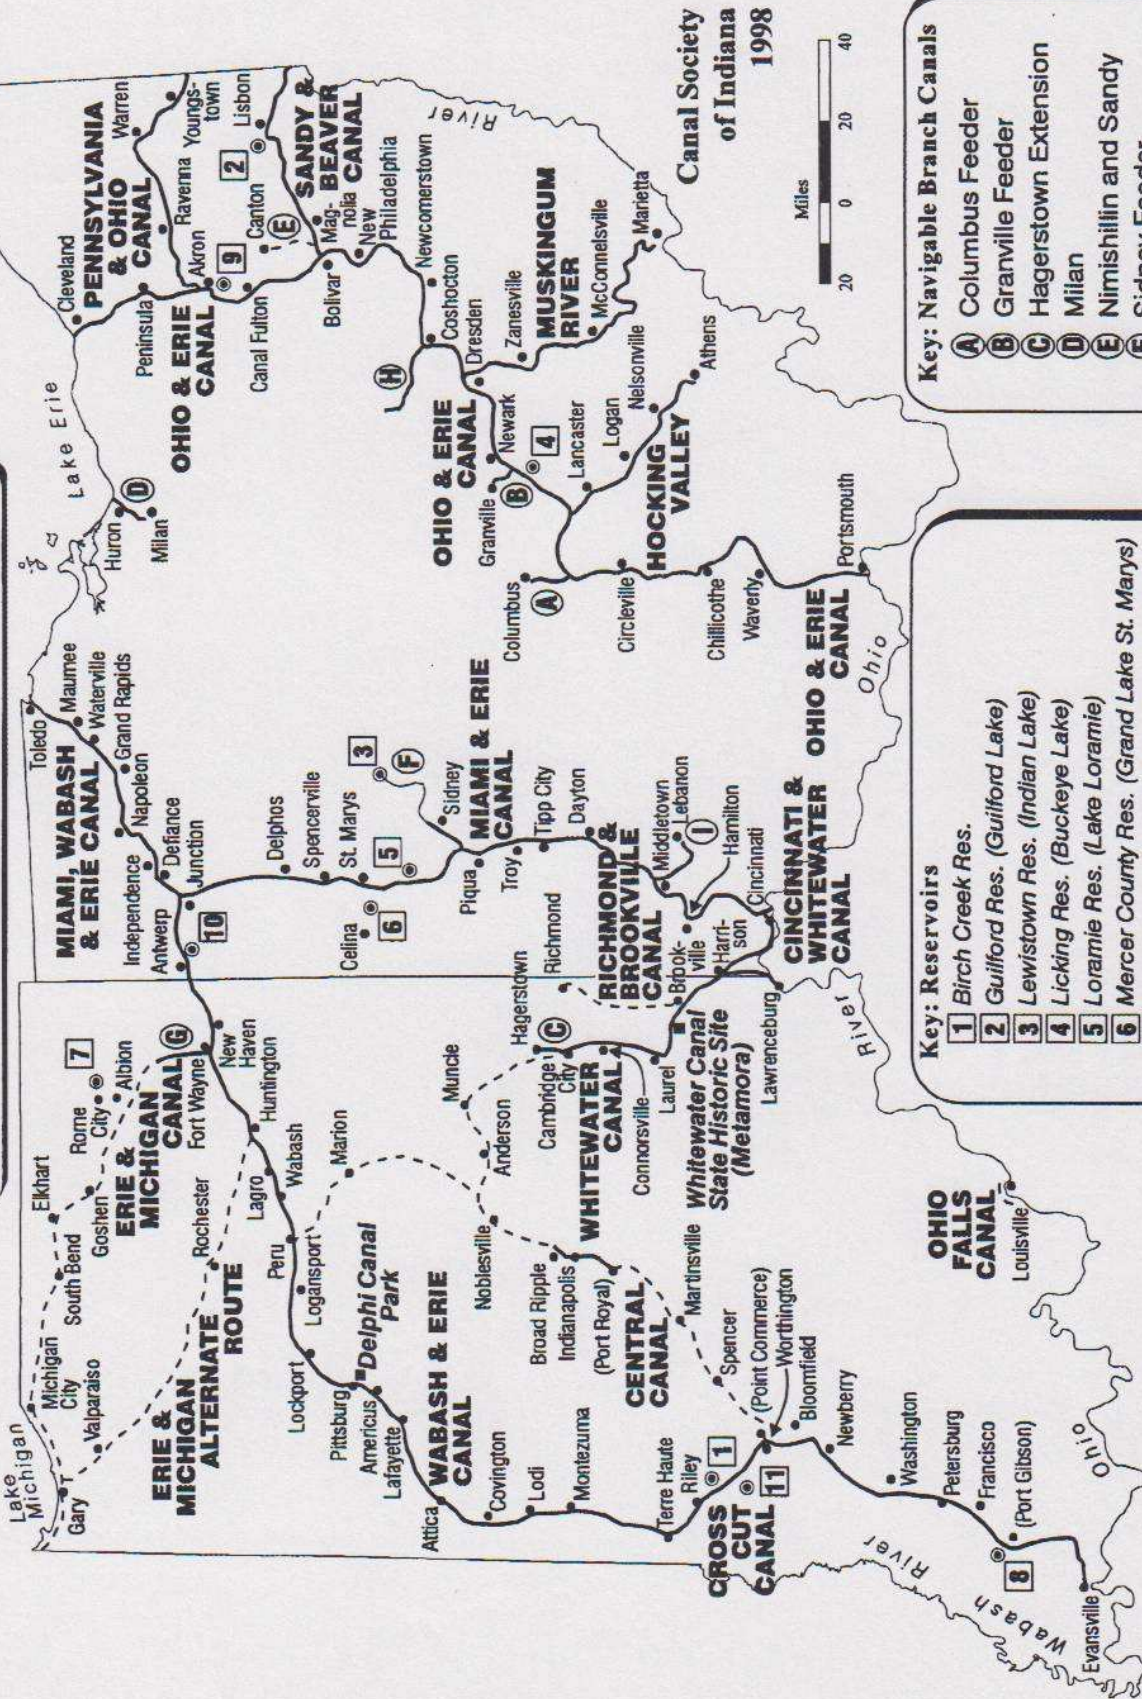 Lake
Michigan
Gary
Michigan
City
Valparaiso
South Bend
Elkhart
Goshen
Rome
City
7
Albion
ERIE &
MICHIGAN
CANAL
G
ERIE &
MICHIGAN
ALTERNATE
ROUTE
Rochester
Fort Wayne
New
Haven
Huntington
Lagro
Wabash
Peru
Logansport
Marion
Lockport
Delphi Canal
Park
Pittsburg
Americus
Lafayette
WABASH & ERIE
CANAL
Attica
Covington
Lodi
Montezuma
Terre Haute
Riley
1
CROSS
CUT
CANAL
11
Muncie
Anderson
Noblesville
Broad Ripple
Indianapolis
(Port Royal)
CENTRAL
CANAL
Martinsville
Spencer
(Point Commerce)
Worthington
Bloomfield
Newberry
Washington
Petersburg
Francisco
(Port Gibson)
8
Evansville
Wabash
River
Ohio
Hagerstown
C
Cambridge
City
WHITEWATER
CANAL
Connorsville
Laurel
Whitewater Canal
State Historic Site
(Metamora)
Lawrenceburg
Richmond
RICHMOND &
BROOKVILLE
CANAL
Brook-
ville
Harri-
son
CINCINNATI &
WHITEWATER
CANAL
River
OHIO
FALLS
CANAL
Louisville
MIAMI, WABASH
& ERIE CANAL
Toledo
Maumee
Waterville
Grand Rapids
Napoleon
Independence
Defiance
Antwerp
Junction
10
Delphos
Spencerville
St. Marys
Celina
6
5
3
F
Sidney
MIAMI & ERIE
CANAL
Piqua
Troy
Tipp City
Dayton
Middletown
Lebanon
I
Hamilton
Cincinnati
Lake Erie
Huron
D
Milan
Cleveland
PENNSYLVANIA
& OHIO
CANAL
Peninsula
Warren
Youngs-
town
Ravenna
Akron
OHIO & ERIE
CANAL
9
Canal Fulton
Canton
2
Lisbon
SANDY &
BEAVER
CANAL
E
Mag-
nolia
Bolivar
New
Philadelphia
Newcomerstown
Coshocton
H
Dresden
OHIO & ERIE
CANAL
Newark
Granville
B
4
Zanesville
MUSKINGUM
RIVER
McConnelsville
Marietta
River
Columbus
A
Lancaster
Logan
Nelsonville
Athens
HOCKING
VALLEY
Circleville
Chillicothe
Waverly
Portsmouth
OHIO & ERIE
CANAL
Ohio
Canal Society
of Indiana
1998
Miles
20 0 20 40
Key: Reservoirs
1 Birch Creek Res.
2 Guilford Res. (Guilford Lake)
3 Lewistown Res. (Indian Lake)
4 Licking Res. (Buckeye Lake)
5 Loramie Res. (Lake Loramie)
6 Mercer County Res. (Grand Lake St. Marys)
Key: Navigable Branch Canals
A Columbus Feeder
B Granville Feeder
C Hagerstown Extension
D Milan
E Nimishillin and Sandy
F Sidney Feeder